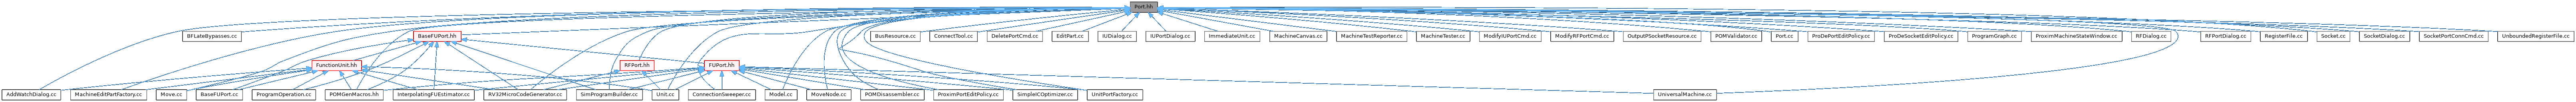 Port.hh
BFLateBypasses.cc
BaseFUPort.hh
BusResource.cc
ConnectTool.cc
DeletePortCmd.cc
EditPart.cc
IUDialog.cc
IUPortDialog.cc
ImmediateUnit.cc
MachineCanvas.cc
MachineTestReporter.cc
MachineTester.cc
ModifyIUPortCmd.cc
ModifyRFPortCmd.cc
OutputPSocketResource.cc
POMValidator.cc
Port.cc
ProDePortEditPolicy.cc
ProDeSocketEditPolicy.cc
ProgramGraph.cc
ProximMachineStateWindow.cc
RFDialog.cc
RFPortDialog.cc
RegisterFile.cc
Socket.cc
SocketDialog.cc
SocketPortConnCmd.cc
UnboundedRegisterFile.cc
FunctionUnit.hh
RFPort.hh
FUPort.hh
AddWatchDialog.cc
MachineEditPartFactory.cc
Move.cc
BaseFUPort.cc
ProgramOperation.cc
POMGenMacros.hh
InterpolatingFUEstimator.cc
RV32MicroCodeGenerator.cc
SimProgramBuilder.cc
Unit.cc
ConnectionSweeper.cc
Model.cc
MoveNode.cc
POMDisassembler.cc
ProximPortEditPolicy.cc
SimpleICOptimizer.cc
UnitPortFactory.cc
UniversalMachine.cc